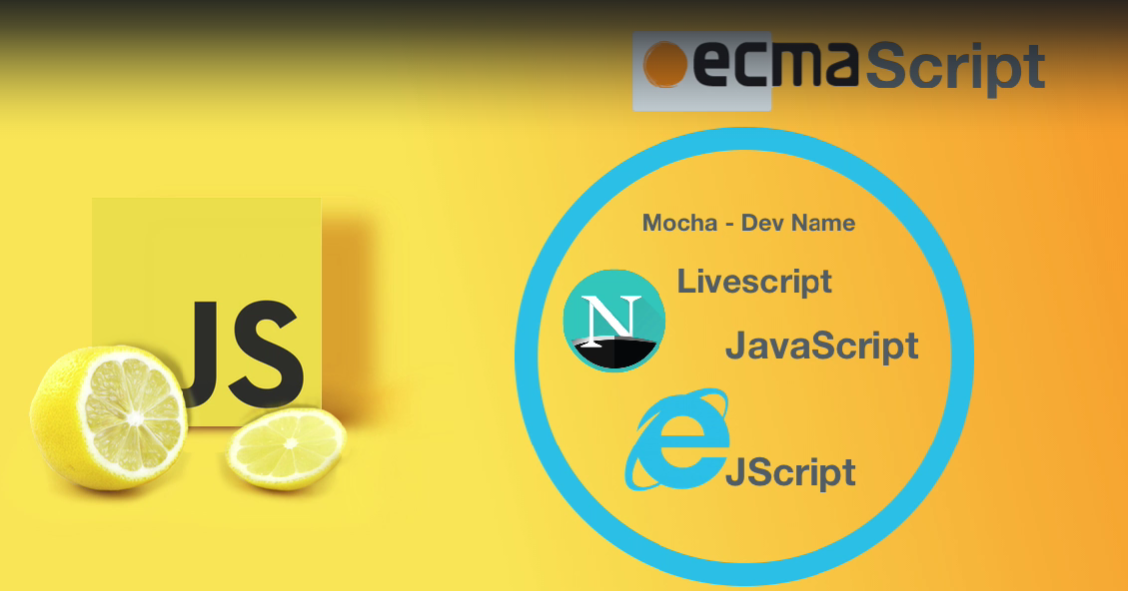 ecmaScript
Mocha - Dev Name
Livescript
N
JavaScript
JS
e
JScript